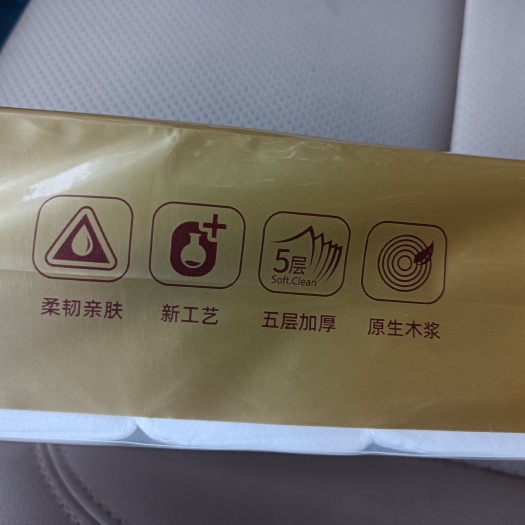 5层
Soft.Clean
柔韧亲肤
新工艺
五层加厚
原生木浆